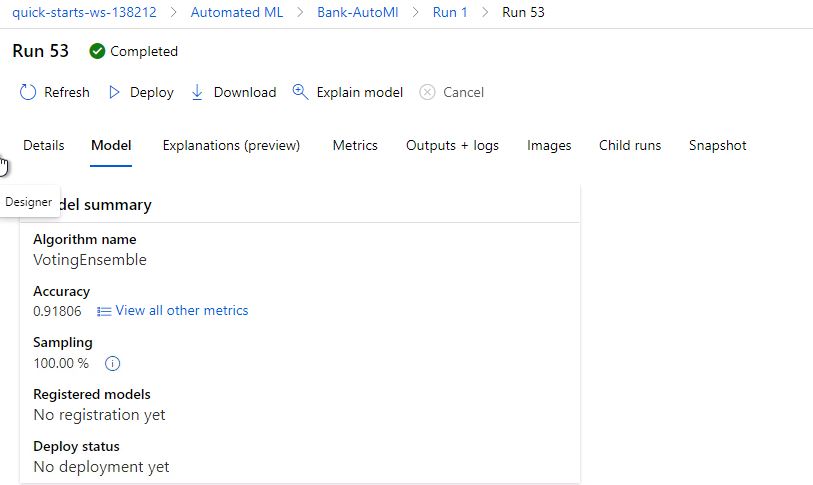 quick-starts-ws-138212 > Automated ML > Bank-AutoMl > Run 1 > Run 53
Run 53 Completed
Refresh Deploy Download Explain model Cancel
Details Model Explanations (preview) Metrics Outputs + logs Images Child runs Snapshot
Designer
del summary
Algorithm name
VotingEnsemble
Accuracy
0.91806 View all other metrics
Sampling
100.00 %
Registered models
No registration yet
Deploy status
No deployment yet